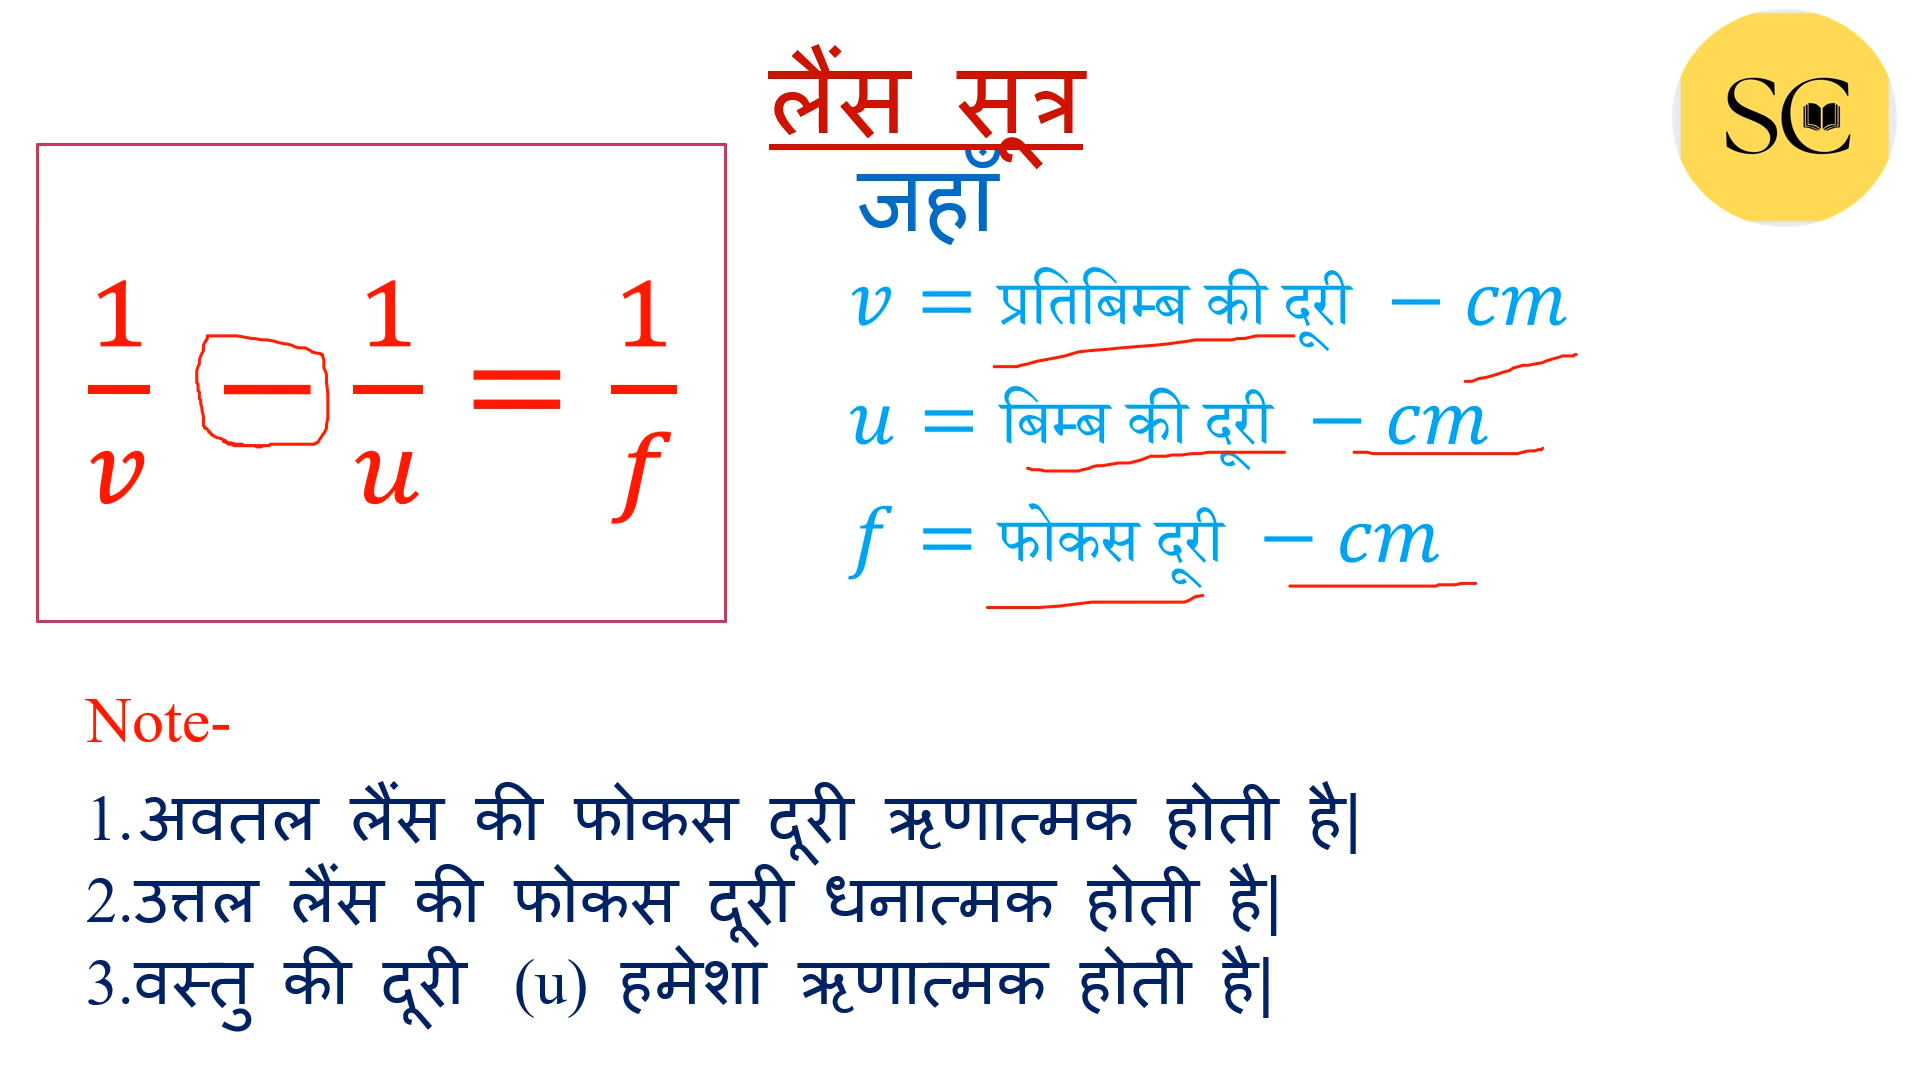 लैंस सूत्र
SC
जहाँ
1/v − 1/u = 1/f
v = प्रतिबिम्ब की दूरी − cm
u = बिम्ब की दूरी − cm
f = फोकस दूरी − cm
Note-
1.अवतल लैंस की फोकस दूरी ऋणात्मक होती है|
2.उत्तल लैंस की फोकस दूरी धनात्मक होती है|
3.वस्तु की दूरी (u) हमेशा ऋणात्मक होती है|